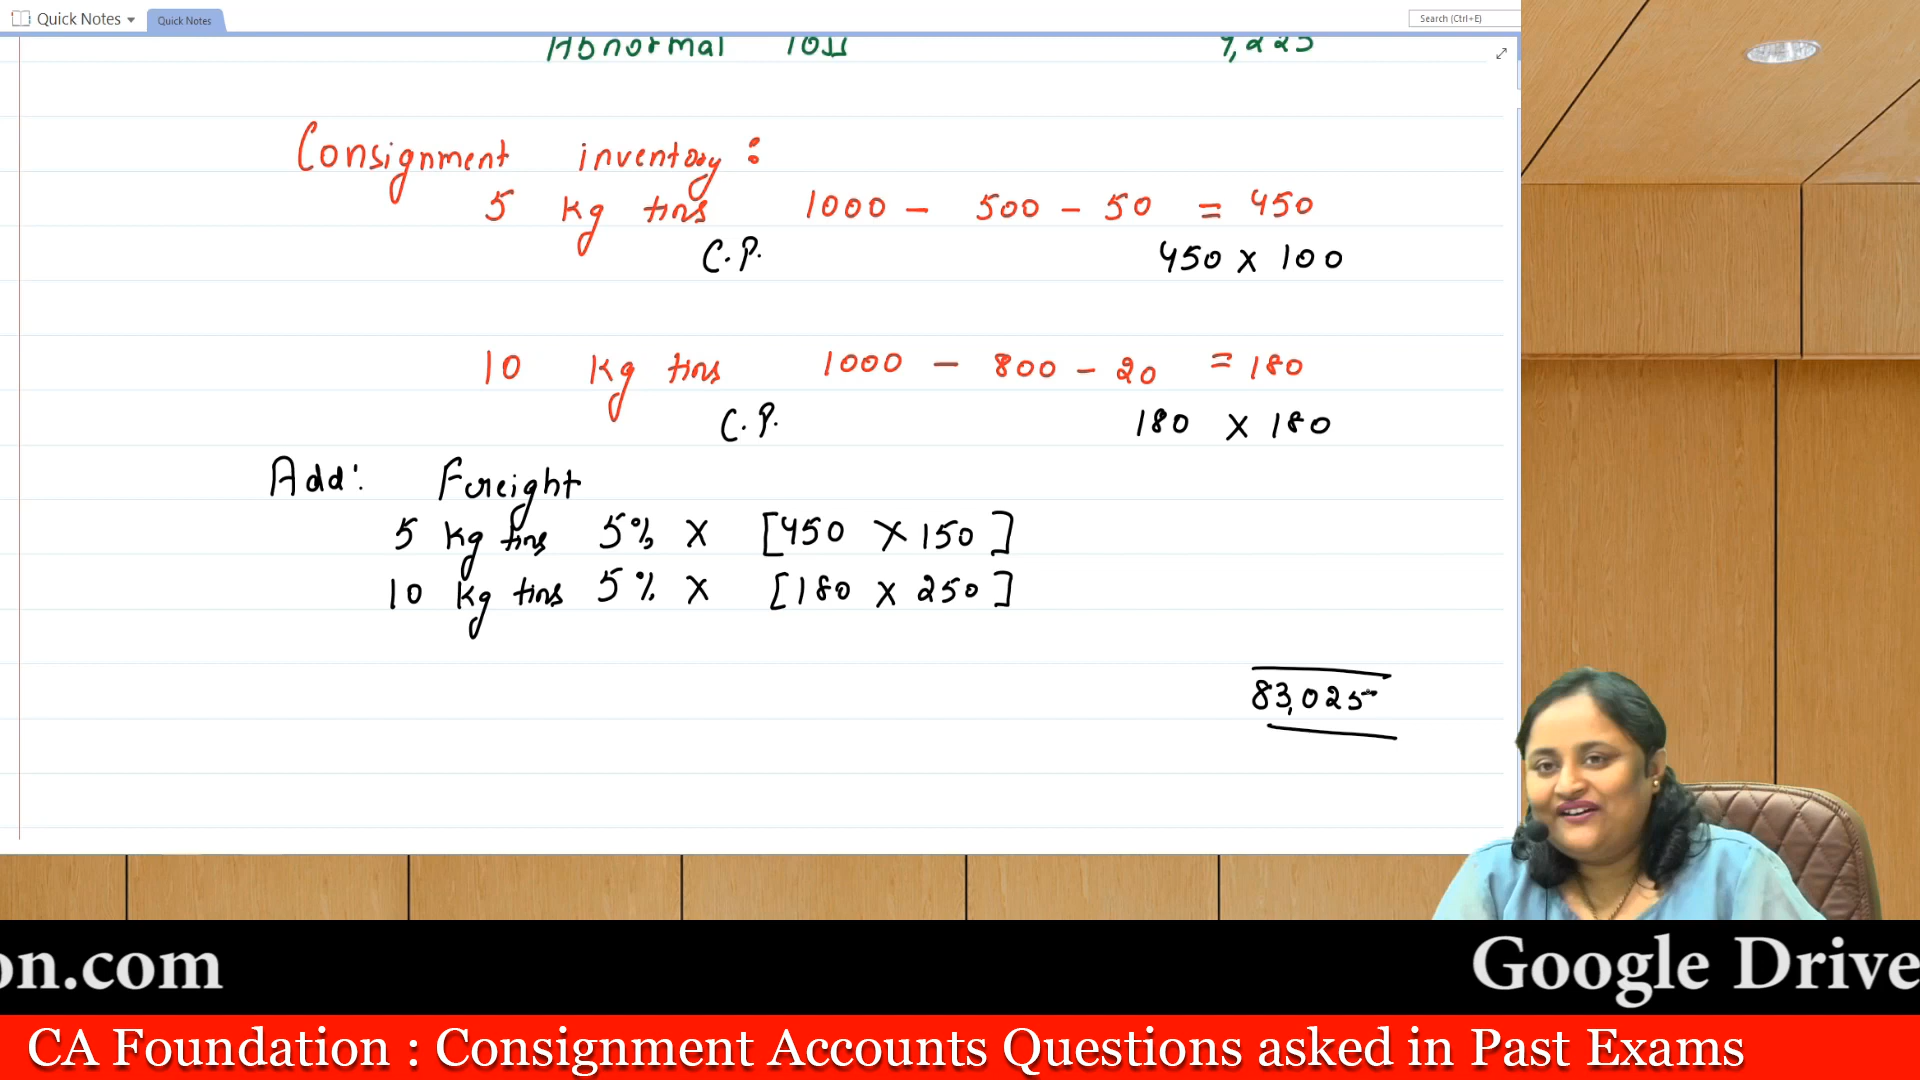 Quick Notes
Quick Notes
Search (Ctrl+E)
Abnormal loss 9,225
Consignment inventory:
5 kg tins 1000 - 500 - 50 = 450
C.P. 450 X 100
10 kg tins 1000 - 800 - 20 = 180
C.P. 180 X 180
Add: Freight
5 kg tins 5% X [450 X 150]
10 kg tins 5% X [180 X 250]
83,025
on.com Google Drive
CA Foundation : Consignment Accounts Questions asked in Past Exams